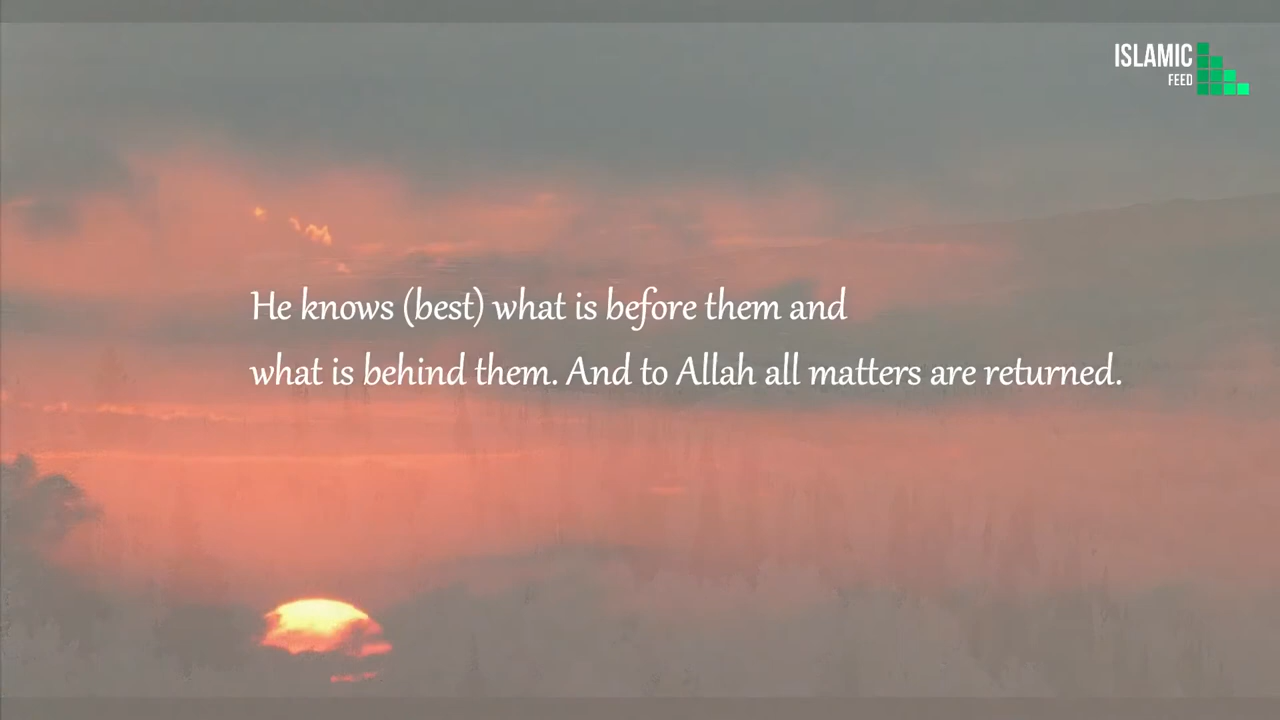 ISLAMIC
FEED
He knows (best) what is before them and
what is behind them. And to Allah all matters are returned.